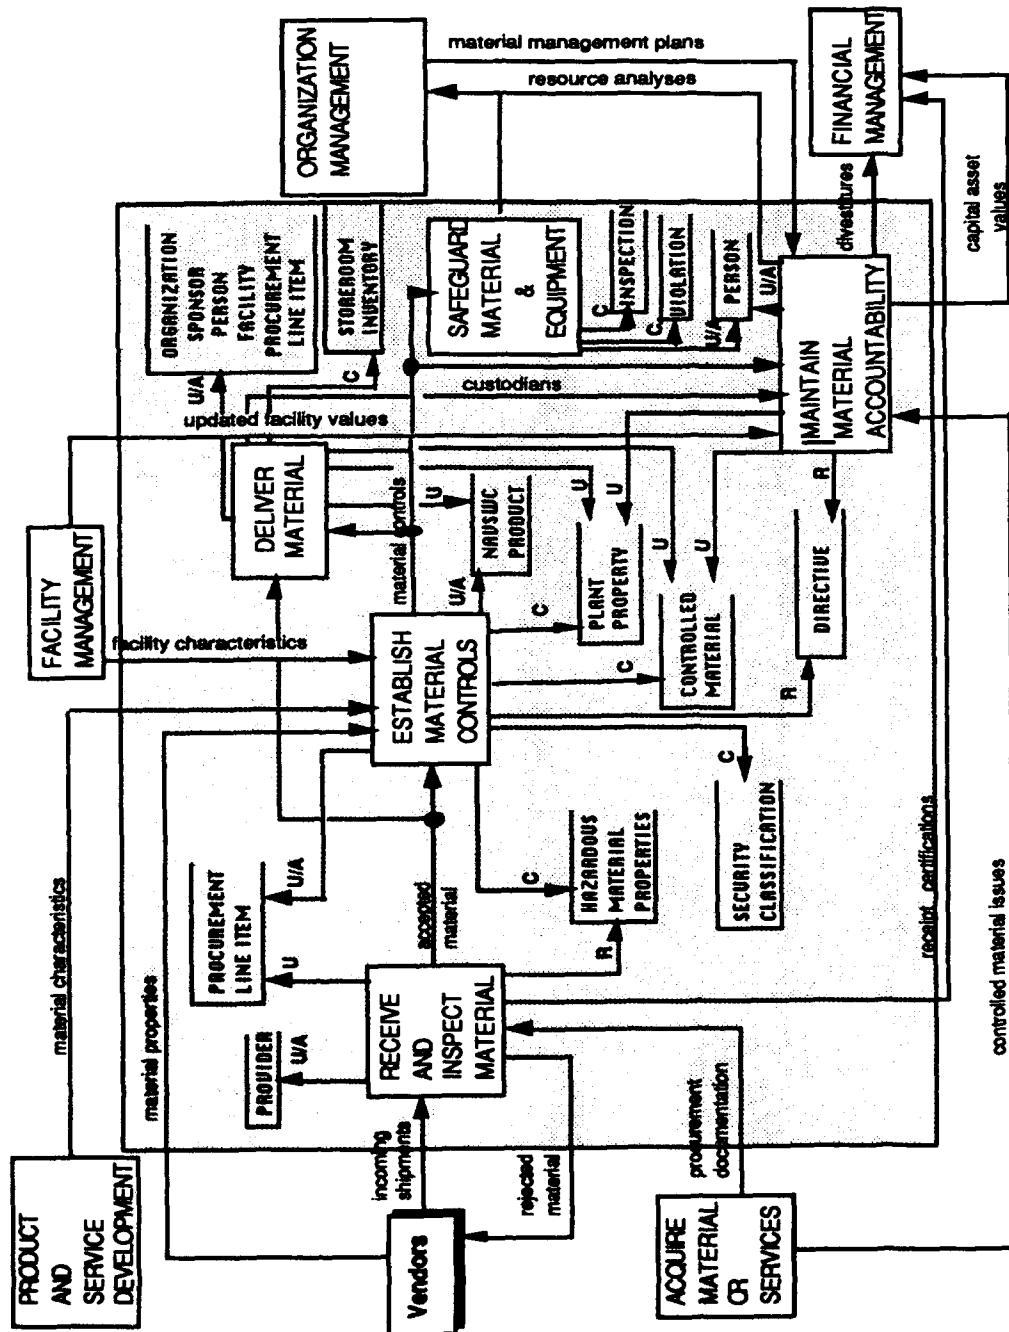 ORGANIZATION
MANAGEMENT
material management plans
resource analyses
FINANCIAL
MANAGEMENT
divestitures
capital asset
values
ORGANIZATION
SPONSOR
PERSON
FACILITY
PROCUREMENT
LINE ITEM
U/A
STOREROOM
INVENTORY
C
SAFEGUARD
MATERIAL
&
EQUIPMENT
INSPECTION
C
VIOLATION
C
PERSON
U/A
U/A
MAINTAIN
MATERIAL
ACCOUNTABILITY
custodians
updated facility values
FACILITY
MANAGEMENT
facility characteristics
DELIVER
MATERIAL
material controls
U
NAVSWC
PRODUCT
U/A
PLANT
PROPERTY
U
U
C
CONTROLLED
MATERIAL
U
U
C
DIRECTIVE
R
R
ESTABLISH
MATERIAL
CONTROLS
material characteristics
material properties
PROCUREMENT
LINE ITEM
U/A
U
PROVIDER
U/A
accepted
material
HAZARDOUS
MATERIAL
PROPERTIES
C
R
SECURITY
CLASSIFICATION
C
RECEIVE
AND INSPECT
MATERIAL
receipt certifications
controlled material issues
PRODUCT
AND SERVICE
DEVELOPMENT
incoming
shipments
Vendors
rejected
material
procurement
documentation
ACQUIRE
MATERIAL
OR
SERVICES